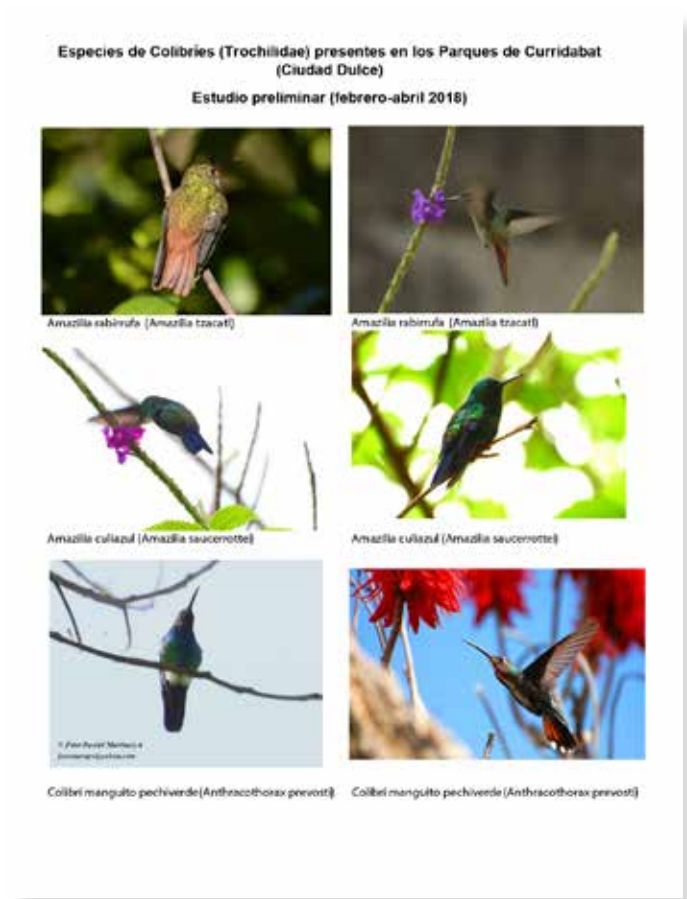 Especies de Colibríes (Trochilidae) presentes en los Parques de Curridabat
(Ciudad Dulce)
Estudio preliminar (febrero-abril 2018)
Amazilia rabirrufa (Amazilia tzacatl)
Amazilia rabirrufa (Amazilia tzacatl)
Amazilia culiazul (Amazilia saucerrottei)
Amazilia culiazul (Amazilia saucerrottei)
Colibrí manguito pechiverde (Anthracothorax prevosti)
Colibrí manguito pechiverde (Anthracothorax prevosti)